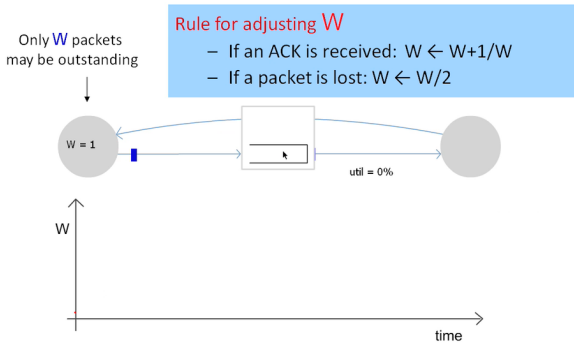 Only W packets
may be outstanding
Rule for adjusting W
– If an ACK is received: W ← W+1/W
– If a packet is lost: W ← W/2
W = 1
util = 0%
W
time